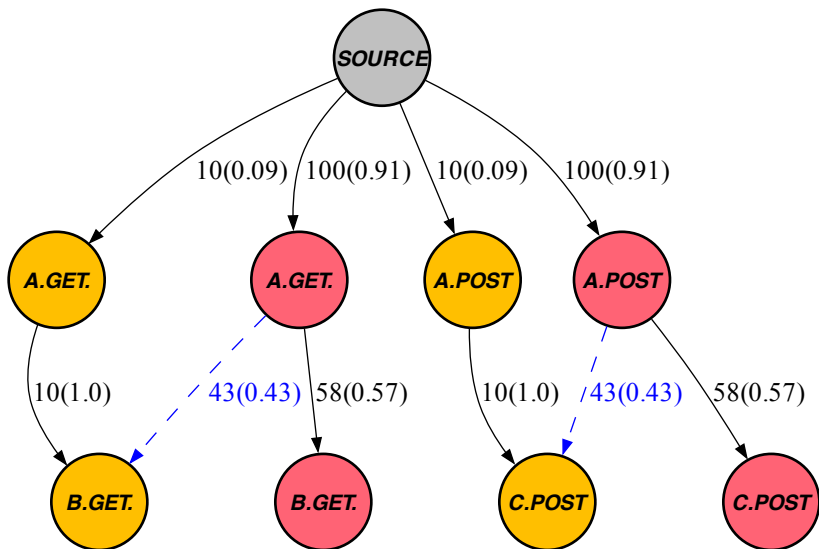 SOURCE
10(0.09)
100(0.91)
10(0.09)
100(0.91)
A.GET.
A.GET.
A.POST
A.POST
10(1.0)
43(0.43)
58(0.57)
10(1.0)
43(0.43)
58(0.57)
B.GET.
B.GET.
C.POST
C.POST